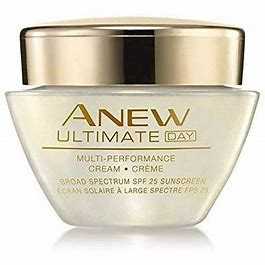 ANEW
ULTIMATE DAY
MULTI-PERFORMANCE
CREAM • CRÈME
BROAD SPECTRUM SPF 25 SUNSCREEN
ÉCRAN SOLAIRE À LARGE SPECTRE FPS 25